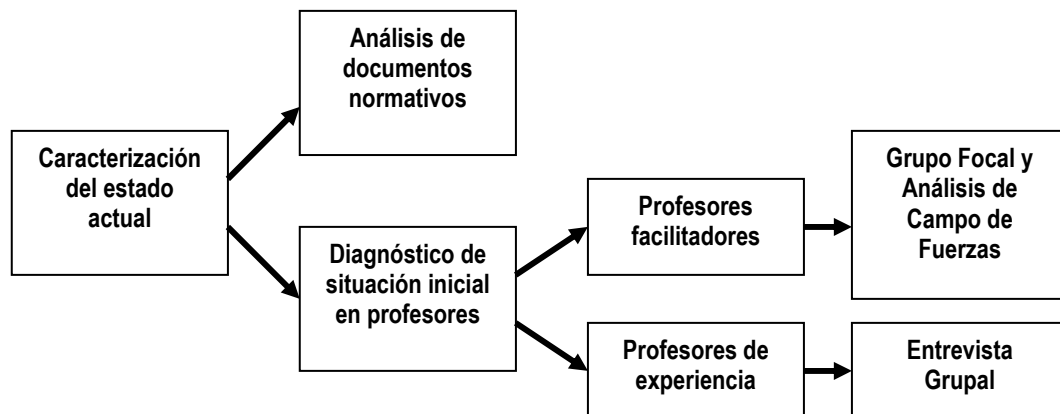 Análisis de
documentos
normativos
Caracterización
del estado
actual
Grupo Focal y
Análisis de
Campo de
Fuerzas
Profesores
facilitadores
Diagnóstico de
situación inicial
en profesores
Profesores de
experiencia
Entrevista
Grupal